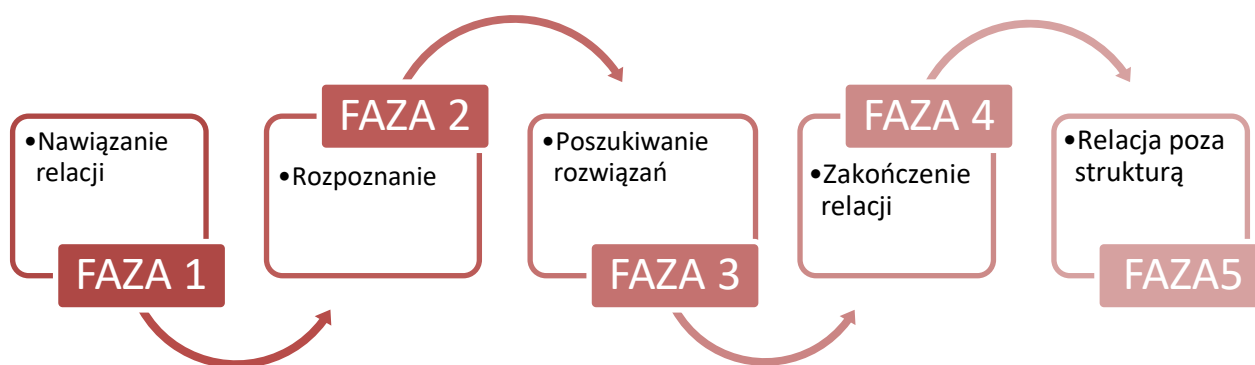 •Nawiązanie
relacji
FAZA 1
FAZA 2
•Rozpoznanie
•Poszukiwanie
rozwiązań
FAZA 3
FAZA 4
•Zakończenie
relacji
•Relacja poza
strukturą
FAZA5